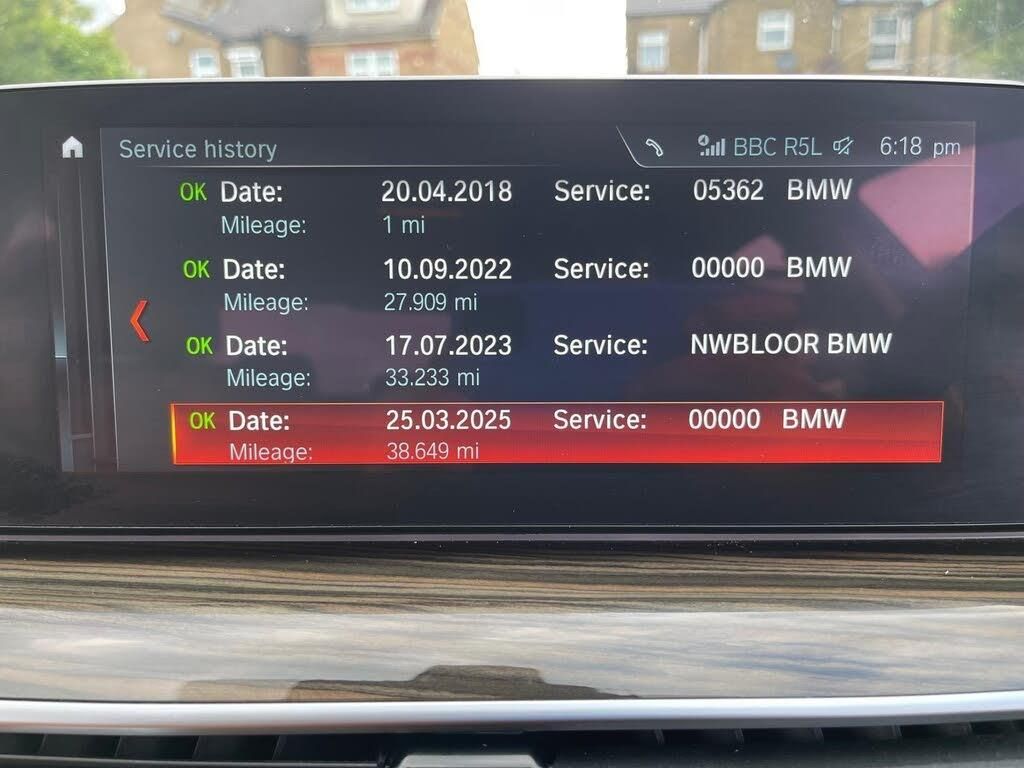 Service history BBC R5L 6:18 pm
OK Date: 20.04.2018 Service: 05362 BMW
Mileage: 1 mi
OK Date: 10.09.2022 Service: 00000 BMW
Mileage: 27.909 mi
OK Date: 17.07.2023 Service: NWBLOOR BMW
Mileage: 33.233 mi
OK Date: 25.03.2025 Service: 00000 BMW
Mileage: 38.649 mi